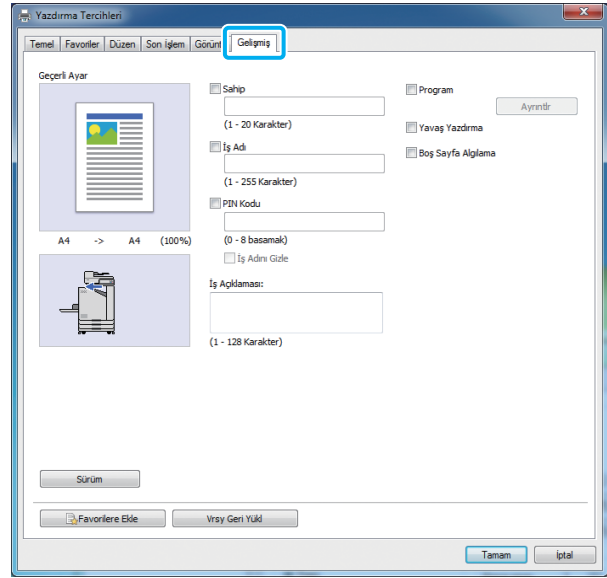 Yazdırma Tercihleri
Temel Favoriler Düzen Son İşlem Görünt Gelişmiş
Geçerli Ayar
A4 -> A4 (100%)
Sahip
(1 - 20 Karakter)
İş Adı
(1 - 255 Karakter)
PIN Kodu
(0 - 8 basamak)
İş Adını Gizle
İş Açıklaması:
(1 - 128 Karakter)
Program
Ayrıntlr
Yavaş Yazdırma
Boş Sayfa Algılama
Sürüm
Favorilere Ekle Vrsy Geri Yükl
Tamam İptal